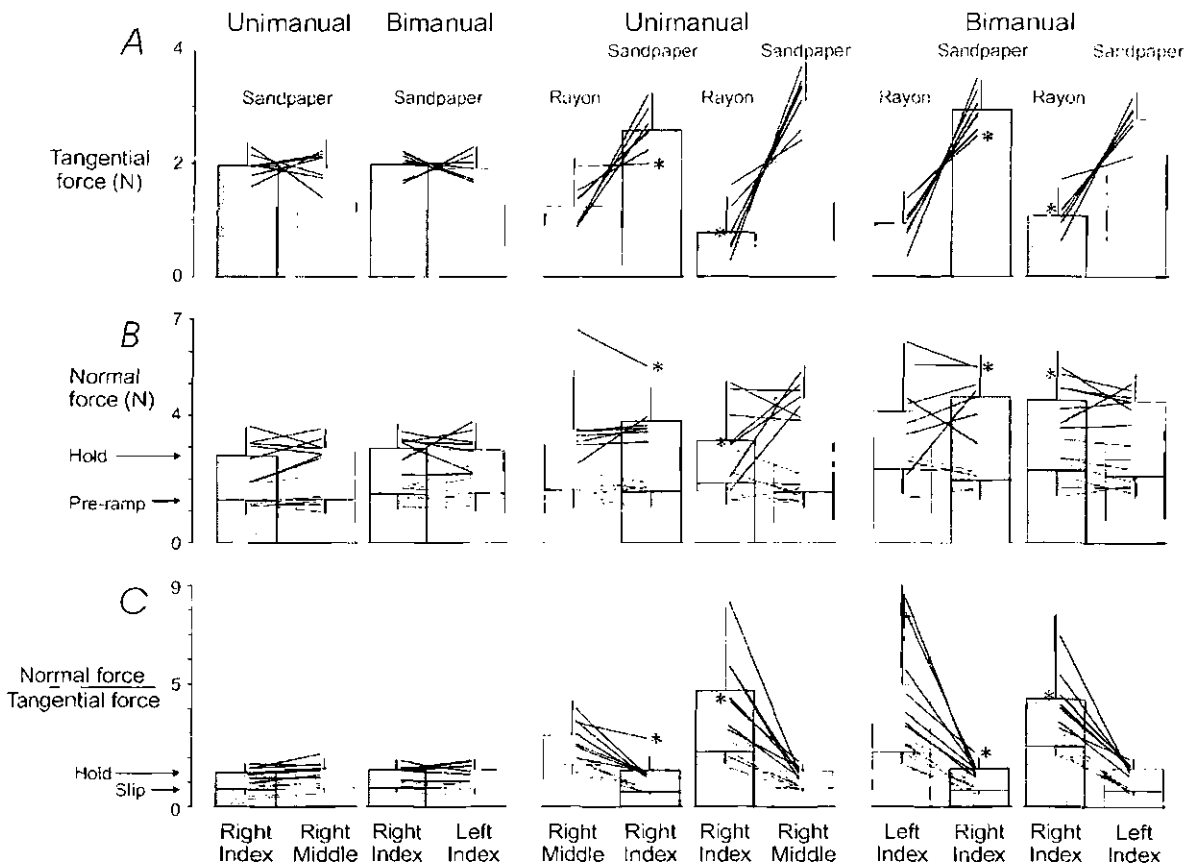 A
Unimanual Bimanual Unimanual Bimanual
Sandpaper Sandpaper Sandpaper Sandpaper
Sandpaper Sandpaper Rayon Rayon Rayon Rayon
4
Tangential
force (N)
2
*
*
*
*
0
B
7
Normal
force (N)
4
*
*
*
*
Hold
Pre-ramp
0
C
9
Normal force
Tangential force
5
*
*
*
*
Hold
Slip
0
Right Index Right Middle Right Index Left Index Right Middle Right Index Right Index Right Middle Left Index Right Index Right Index Left Index